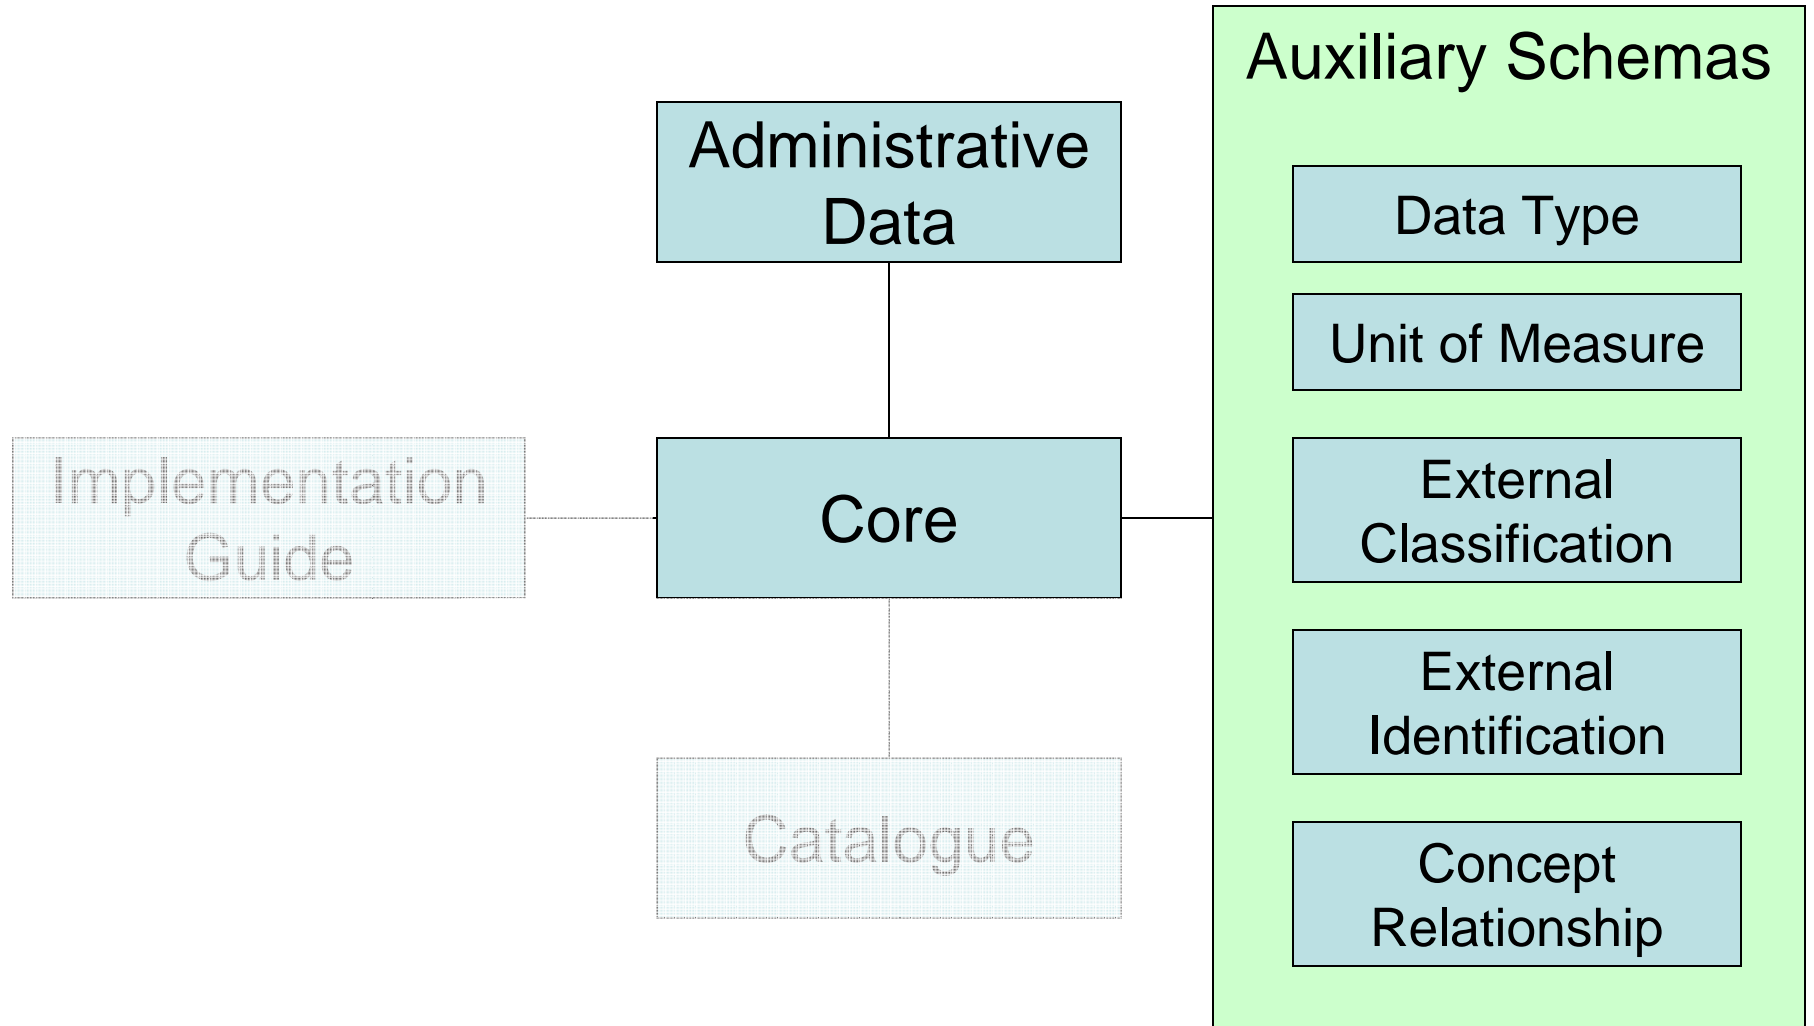 Auxiliary Schemas
Administrative
Data
Data Type
Unit of Measure
Implementation
Guide
Core
External
Classification
External
Identification
Catalogue
Concept
Relationship